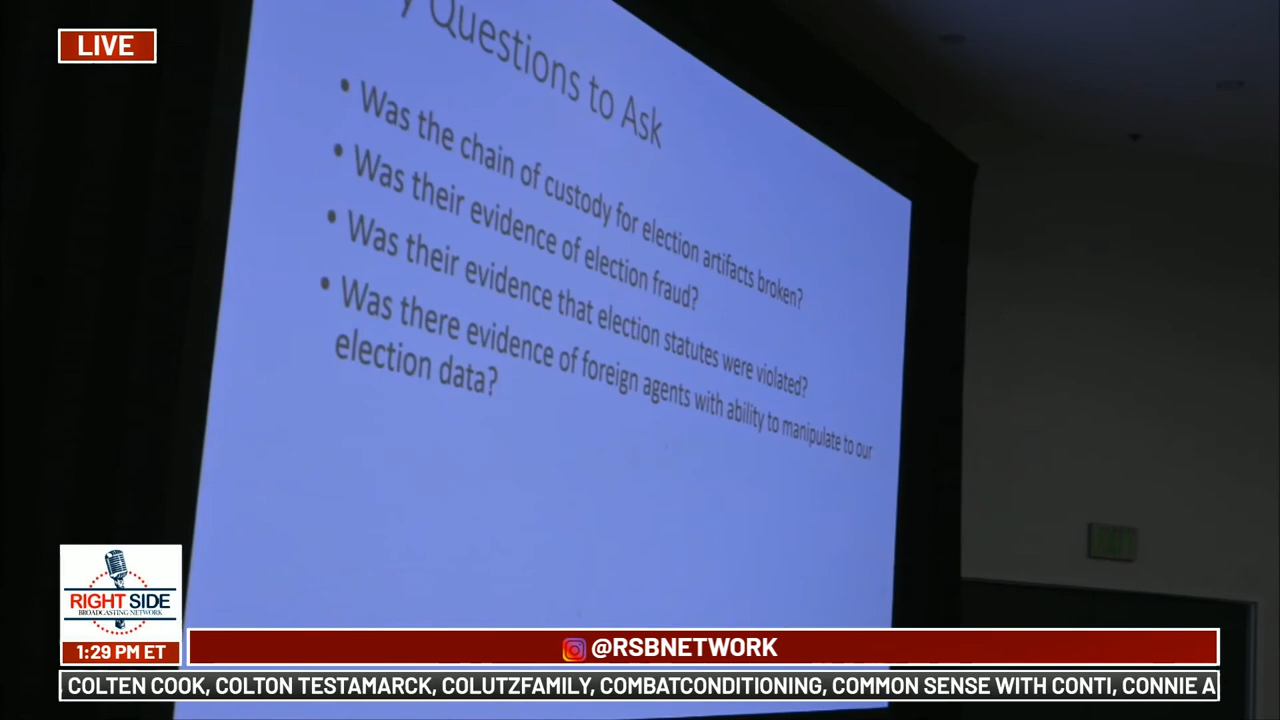 LIVE
Questions to Ask
• Was the chain of custody for election artifacts broken?
• Was their evidence of election fraud?
• Was their evidence that election statutes were violated?
• Was there evidence of foreign agents with ability to manipulate to our
election data?
RIGHT SIDE
BROADCASTING NETWORK
1:29 PM ET
@RSBNETWORK
COLTEN COOK, COLTON TESTAMARCK, COLUTZFAMILY, COMBATCONDITIONING, COMMON SENSE WITH CONTI, CONNIE A